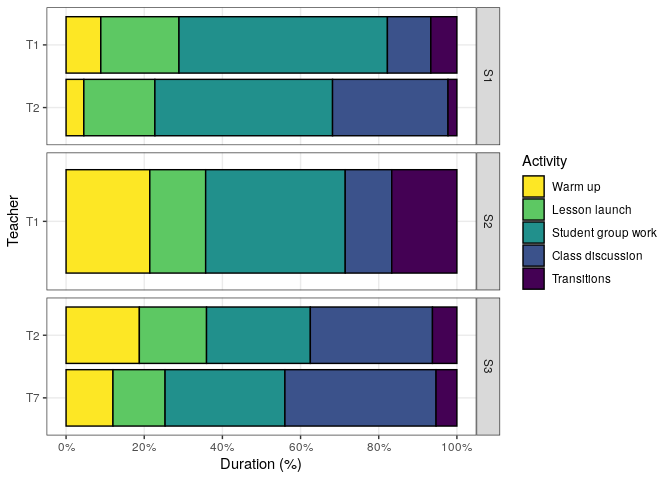 T1
T2
S1
T1
S2
T2
T7
S3
Teacher
0%
20%
40%
60%
80%
100%
Duration (%)
Activity
Warm up
Lesson launch
Student group work
Class discussion
Transitions